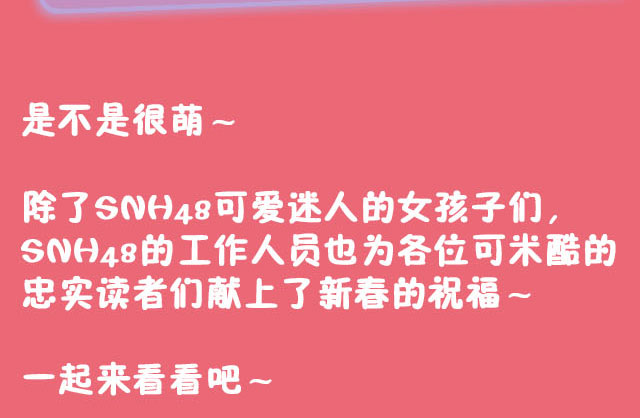 是不是很萌～
除了SNH48可爱迷人的女孩子们，
SNH48的工作人员也为各位可米酷的
忠实读者们献上了新春的祝福～
一起来看看吧～